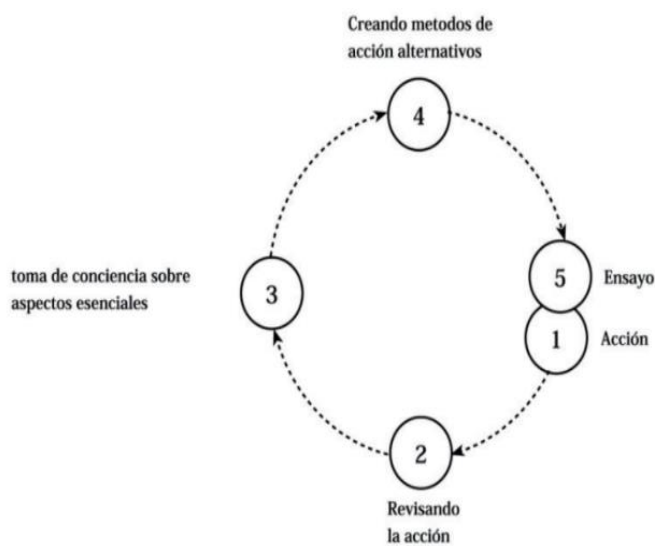 Creando metodos de
acción alternativos
4
toma de conciencia sobre
aspectos esenciales
3
5
Ensayo
1
Acción
2
Revisando
la acción